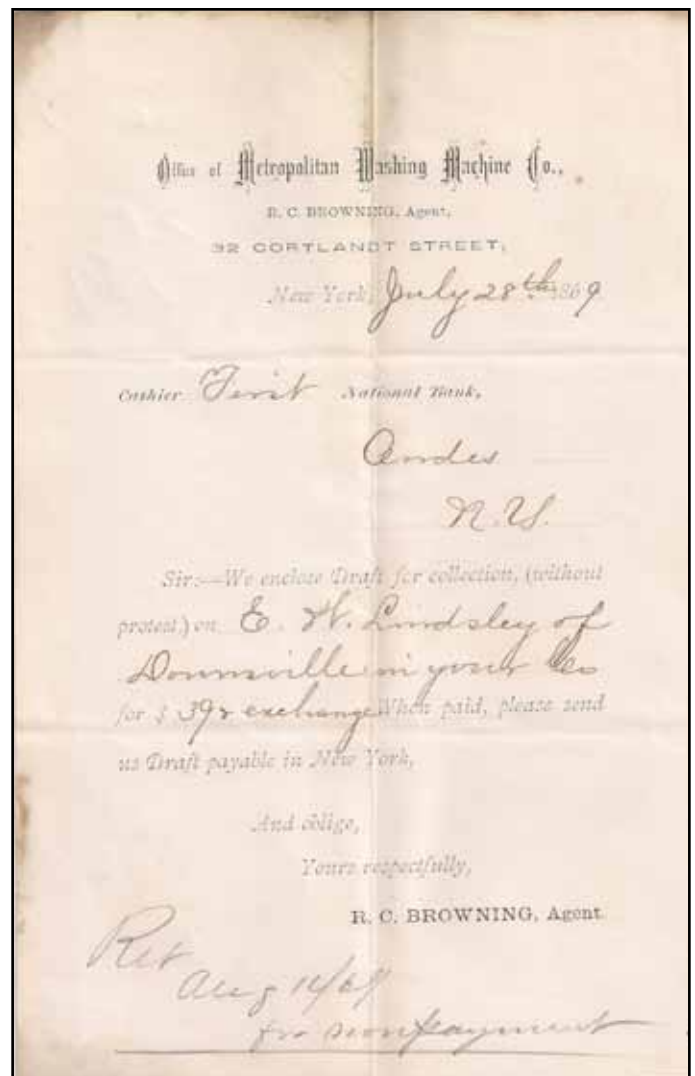 Office of Metropolitan Washing Machine Co.,
R. C. BROWNING, Agent,
32 CORTLANDT STREET,
New York, July 28th 1869
Cashier First National Bank,
Andes
N.Y.
Sir:—We enclose Draft for collection, (without
protest) on E. W. Lindsley of
Downsville in your Co
for $ 39 & exchange When paid, please send
us Draft payable in New York,
And oblige,
Yours respectfully,
R. C. BROWNING, Agent.
Ret
Aug 14/69
for nonpayment